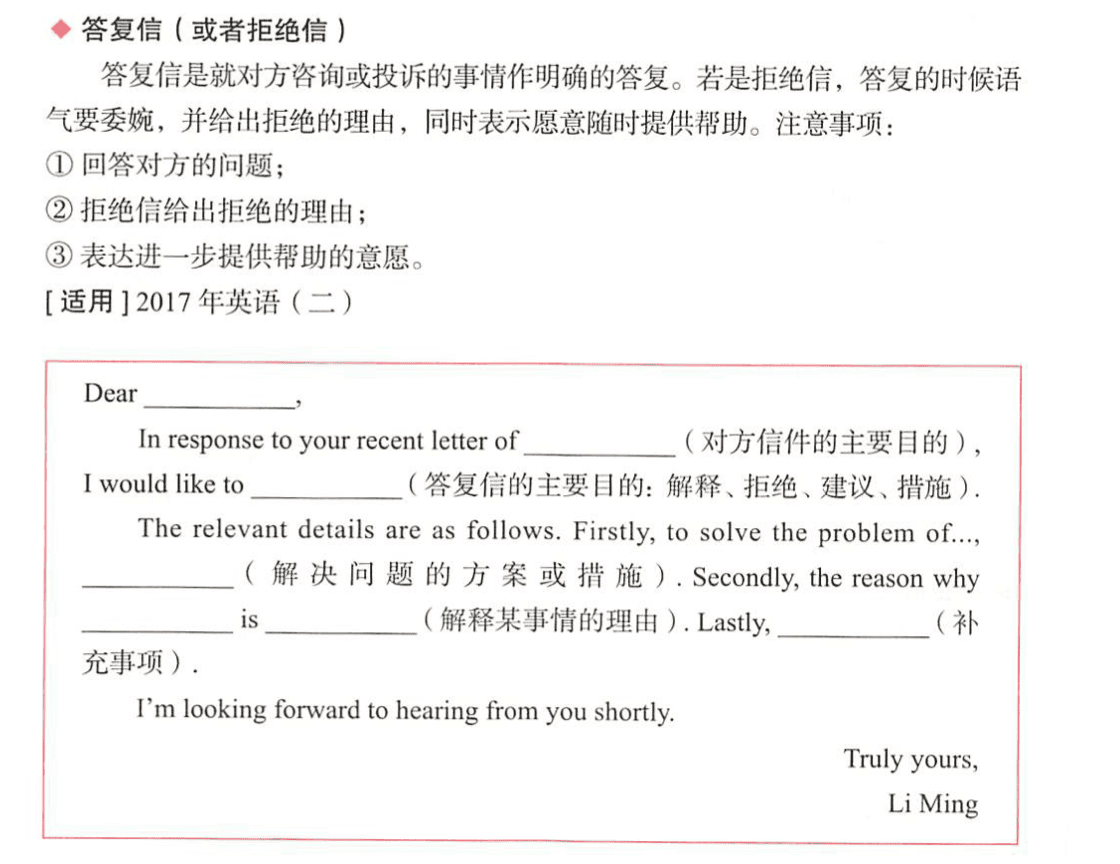 ◆ 答复信（或者拒绝信）
答复信是就对方咨询或投诉的事情作明确的答复。若是拒绝信，答复的时候语
气要委婉，并给出拒绝的理由，同时表示愿意随时提供帮助。注意事项：
① 回答对方的问题；
② 拒绝信给出拒绝的理由；
③ 表达进一步提供帮助的意愿。
[ 适用 ] 2017 年英语（二）
Dear ___________,
In response to your recent letter of ___________（对方信件的主要目的）,
I would like to ___________（答复信的主要目的：解释、拒绝、建议、措施）.
The relevant details are as follows. Firstly, to solve the problem of...,
___________（解决问题的方案或措施）. Secondly, the reason why
___________ is ___________（解释某事情的理由）. Lastly, ___________（补
充事项）.
I'm looking forward to hearing from you shortly.
Truly yours,
Li Ming